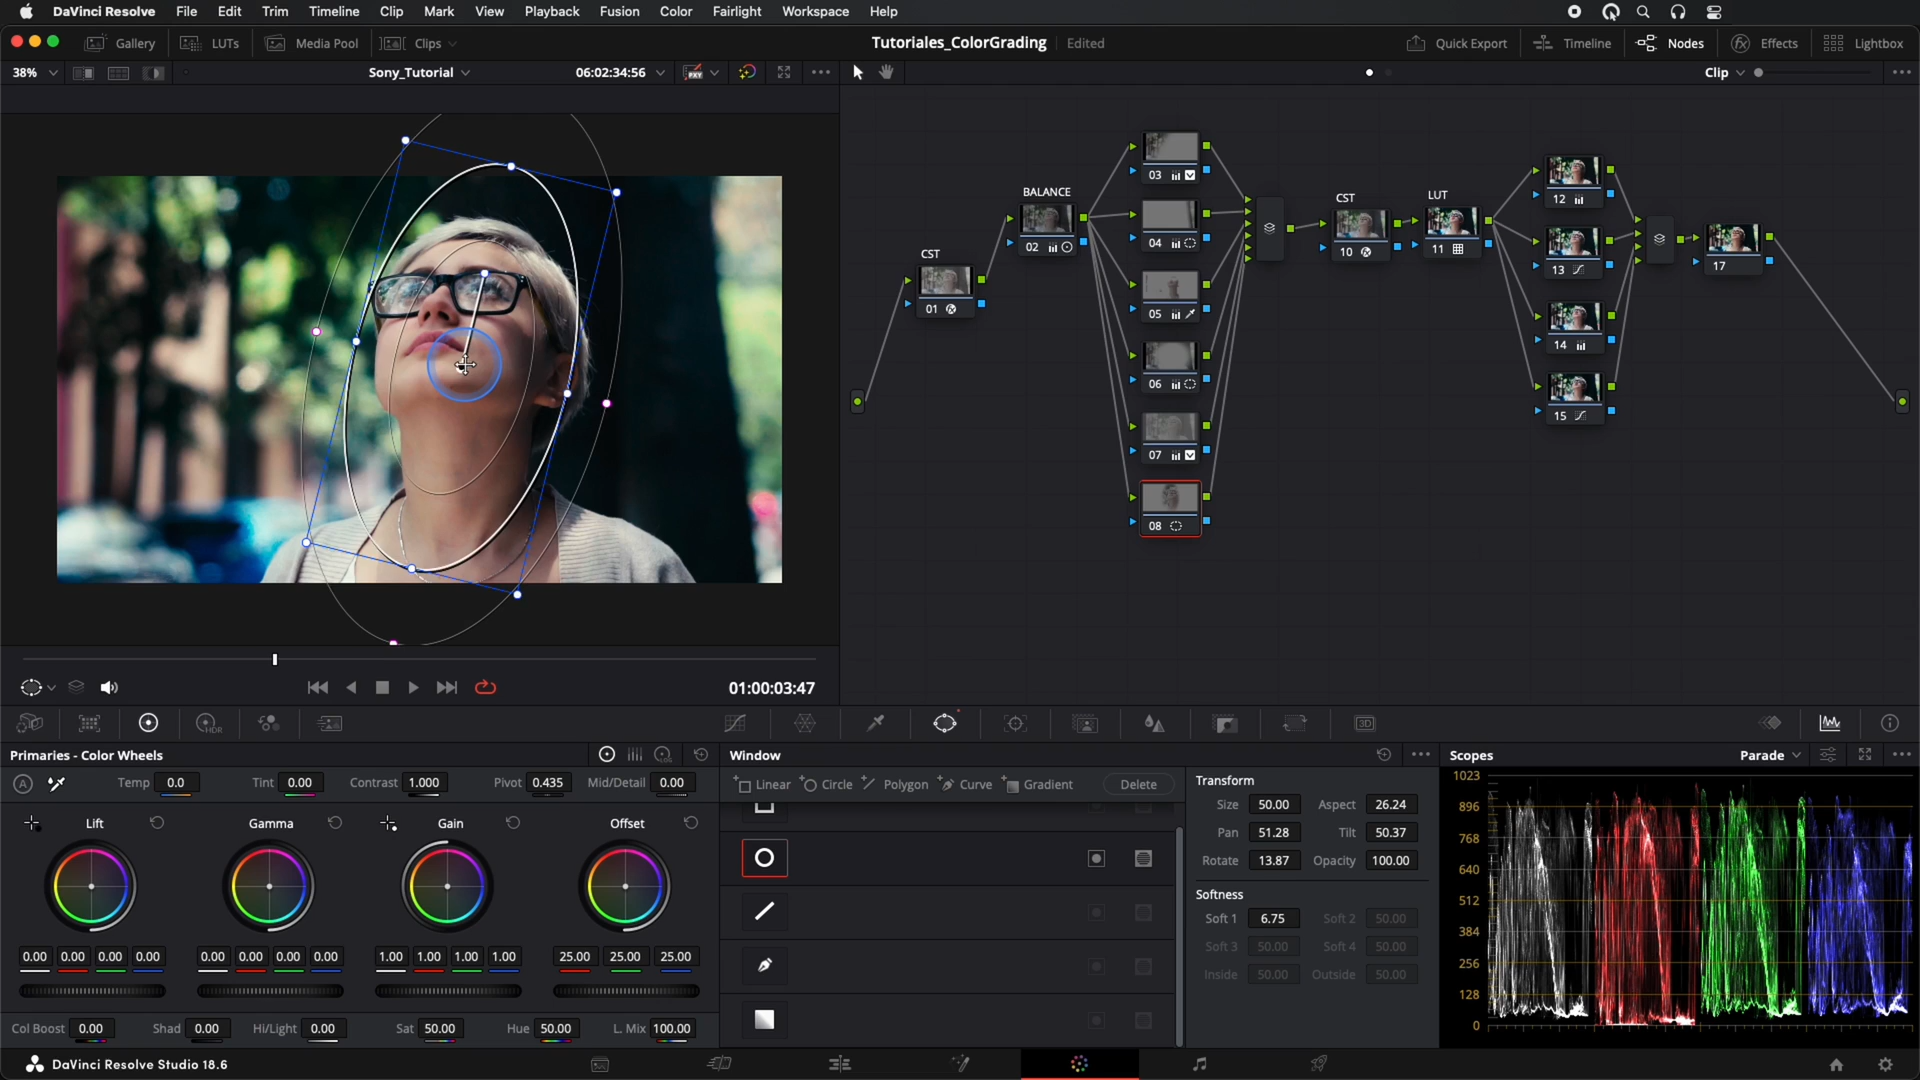 DaVinci Resolve File Edit Trim Timeline Clip Mark View Playback Fusion Color Fairlight Workspace Help
Gallery LUTs Media Pool Clips Tutoriales_ColorGrading Edited Quick Export Timeline Nodes Effects Lightbox
38% Sony_Tutorial 06:02:34:56 Clip
03
BALANCE
02
04
CST
01
05
06
07
08
CST
10
LUT
11
12
13
14
15
17
01:00:03:47
HDR
3D
Primaries - Color Wheels
LOG
A Temp 0.0 Tint 0.00 Contrast 1.000 Pivot 0.435 Mid/Detail 0.00
Lift Gamma Gain Offset
0.00 0.00 0.00 0.00 0.00 0.00 0.00 0.00 1.00 1.00 1.00 1.00 25.00 25.00 25.00
Col Boost 0.00 Shad 0.00 Hi/Light 0.00 Sat 50.00 Hue 50.00 L. Mix 100.00
Window
Linear Circle Polygon Curve Gradient Delete
Transform
Size 50.00 Aspect 26.24
Pan 51.28 Tilt 50.37
Rotate 13.87 Opacity 100.00
Softness
Soft 1 6.75 Soft 2 50.00
Soft 3 50.00 Soft 4 50.00
Inside 50.00 Outside 50.00
Scopes Parade
1023
896
768
640
512
384
256
128
0
DaVinci Resolve Studio 18.6